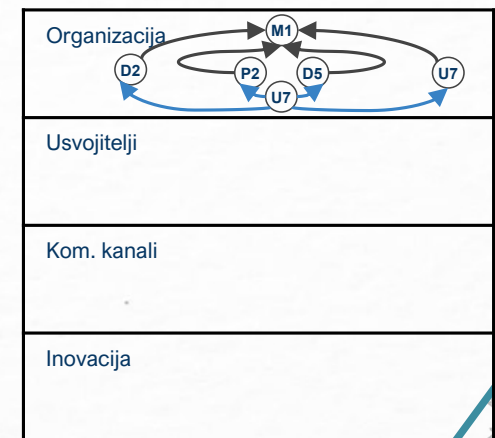 Organizacija
M1
D2
P2
D5
U7
U7
Usvojitelji
Kom. kanali
Inovacija